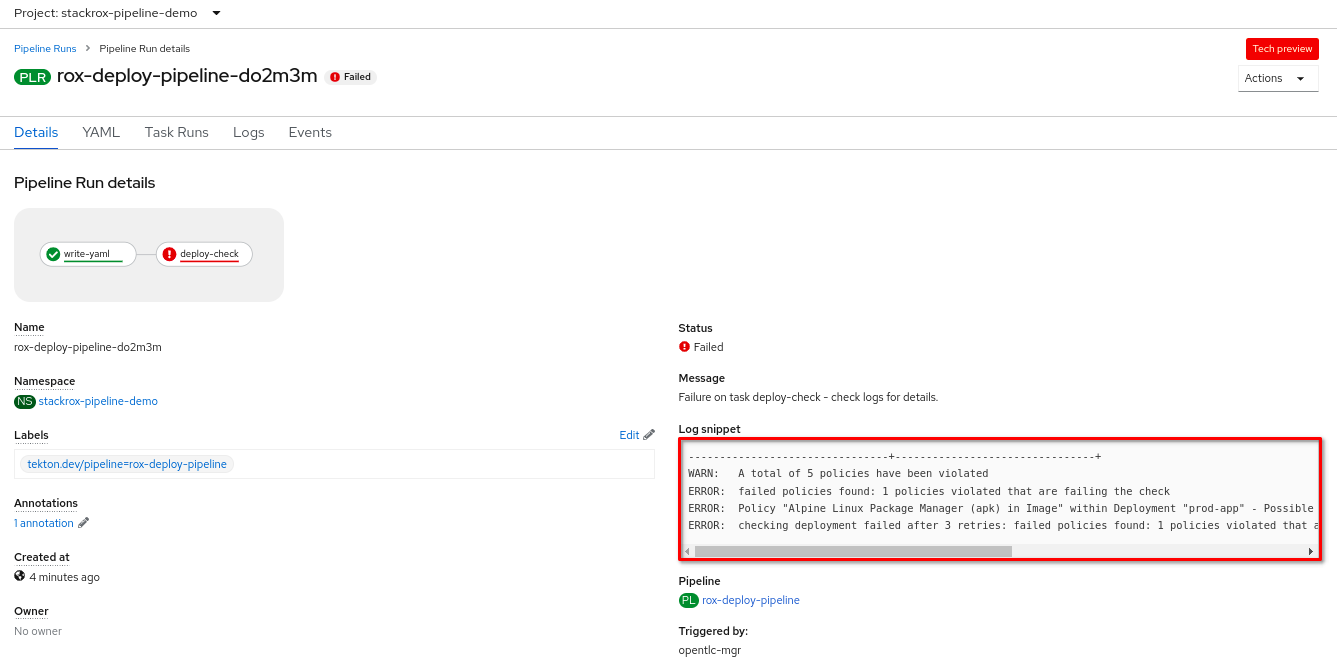 Project: stackrox-pipeline-demo
Pipeline Runs > Pipeline Run details
Tech preview
PLR rox-deploy-pipeline-do2m3m Failed
Actions
Details YAML Task Runs Logs Events
Pipeline Run details
write-yaml deploy-check
Name
rox-deploy-pipeline-do2m3m
Namespace
NS stackrox-pipeline-demo
Labels Edit
tekton.dev/pipeline=rox-deploy-pipeline
Annotations
1 annotation
Created at
4 minutes ago
Owner
No owner
Status
Failed
Message
Failure on task deploy-check - check logs for details.
Log snippet
--------------------------------+--------------------------------+
WARN: A total of 5 policies have been violated
ERROR: failed policies found: 1 policies violated that are failing the check
ERROR: Policy "Alpine Linux Package Manager (apk) in Image" within Deployment "prod-app" - Possible
ERROR: checking deployment failed after 3 retries: failed policies found: 1 policies violated that a
Pipeline
PL rox-deploy-pipeline
Triggered by:
opentlc-mgr